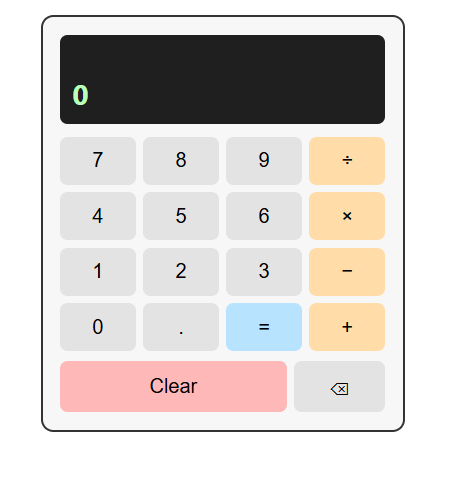 0
7 8 9 ÷
4 5 6 ×
1 2 3 −
0 . = +
Clear ⌫